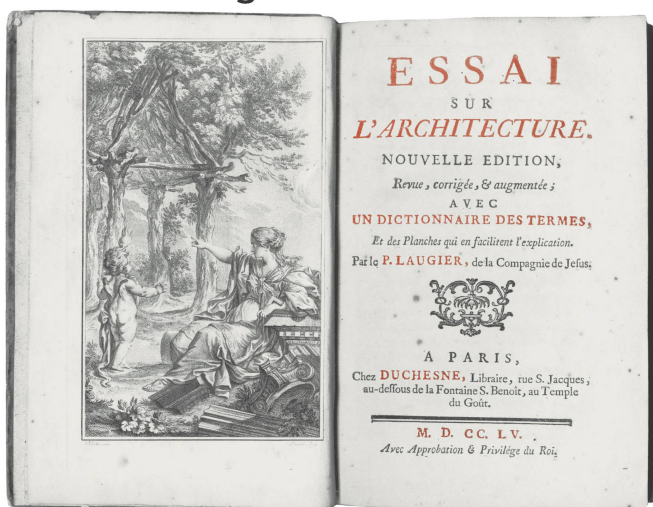 ESSAI
SUR
L'ARCHITECTURE.
NOUVELLE EDITION,
Revue, corrigée, & augmentée;
AVEC
UN DICTIONNAIRE DES TERMES,
Et des Planches qui en facilitent l'explication.
Par le P. LAUGIER, de la Compagnie de Jesus.
A PARIS,
Chez DUCHESNE, Libraire, rue S. Jacques,
au-dessous de la Fontaine S. Benoît, au Temple
du Goût.
M. D. CC. LV.
Avec Approbation & Privilége du Roi.